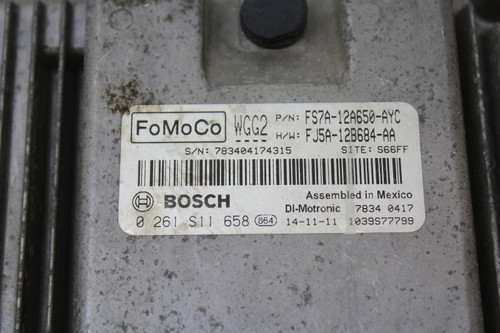 FoMoCo WGG2 P/N: FS7A-12A650-AYC
H/W: FJ5A-12B684-AA
S/N: 783404174315 SITE: S66FF
BOSCH Assembled in Mexico
DI-Motronic 7834 0417
0 261 S11 658 864 14-11-11 1039S77799